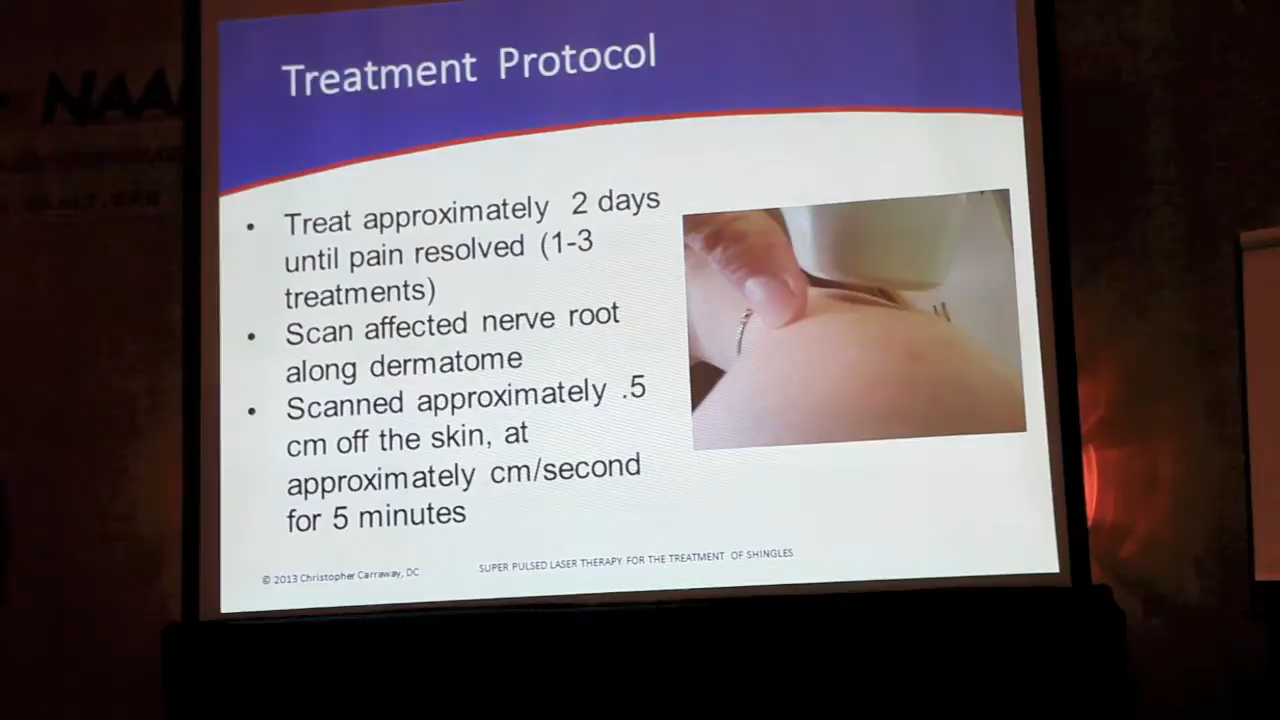 Treatment Protocol
• Treat approximately 2 days
until pain resolved (1-3
treatments)
• Scan affected nerve root
along dermatome
• Scanned approximately .5
cm off the skin, at
approximately cm/second
for 5 minutes
© 2013 Christopher Carraway, DC
SUPER PULSED LASER THERAPY FOR THE TREATMENT OF SHINGLES